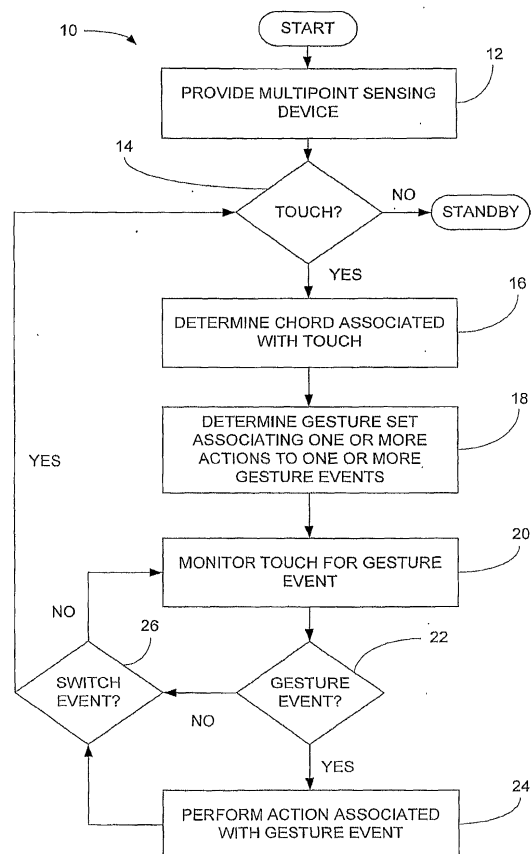 10
START
12
PROVIDE MULTIPOINT SENSING
DEVICE
14
TOUCH?
NO
STANDBY
YES
16
DETERMINE CHORD ASSOCIATED
WITH TOUCH
18
DETERMINE GESTURE SET
ASSOCIATING ONE OR MORE
ACTIONS TO ONE OR MORE
GESTURE EVENTS
YES
20
MONITOR TOUCH FOR GESTURE
EVENT
NO
26
22
SWITCH
EVENT?
GESTURE
EVENT?
NO
YES
24
PERFORM ACTION ASSOCIATED
WITH GESTURE EVENT